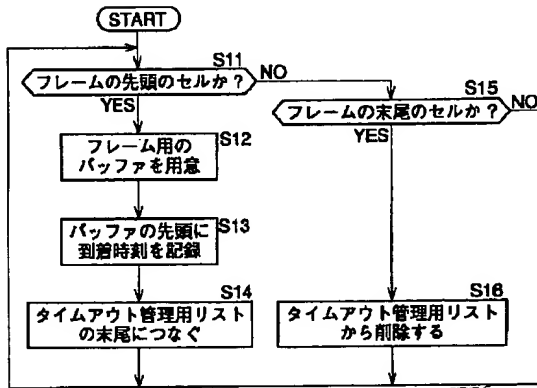 START
S11
フレームの先頭のセルか?
NO
YES
S15
フレームの末尾のセルか?
NO
YES
S12
フレーム用の
バッファを用意
S13
バッファの先頭に
到着時刻を記録
S14
タイムアウト管理用リスト
の末尾につなぐ
S16
タイムアウト管理用リスト
から削除する